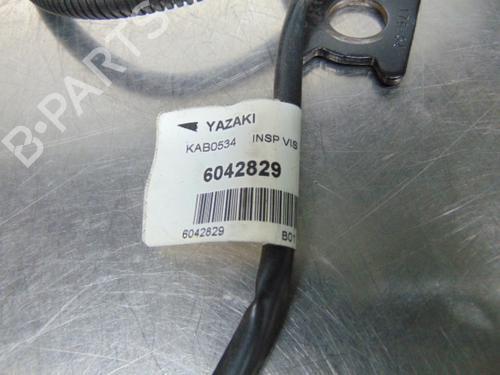 B-PARTS
YAZAKI
KAB0534 INSP VIS
6042829
6042829 B01